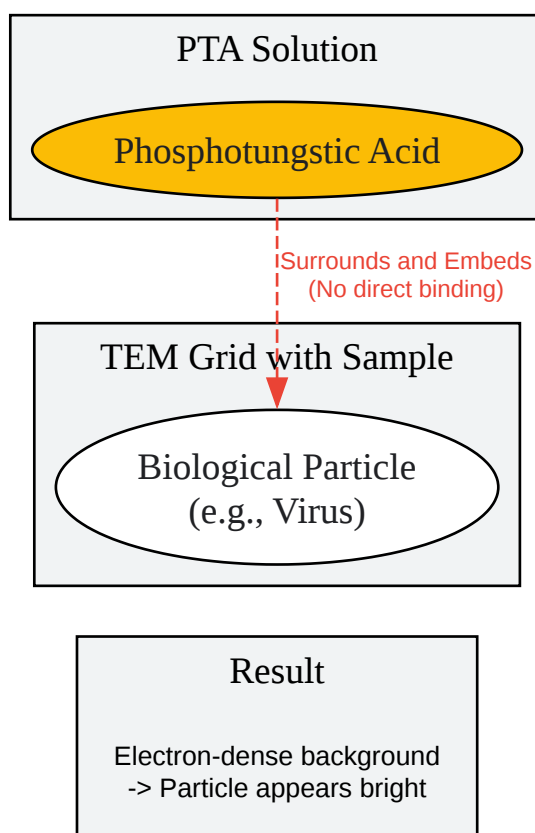 PTA Solution
Phosphotungstic Acid
Surrounds and Embeds
(No direct binding)
TEM Grid with Sample
Biological Particle
(e.g., Virus)
Result
Electron-dense background
-> Particle appears bright